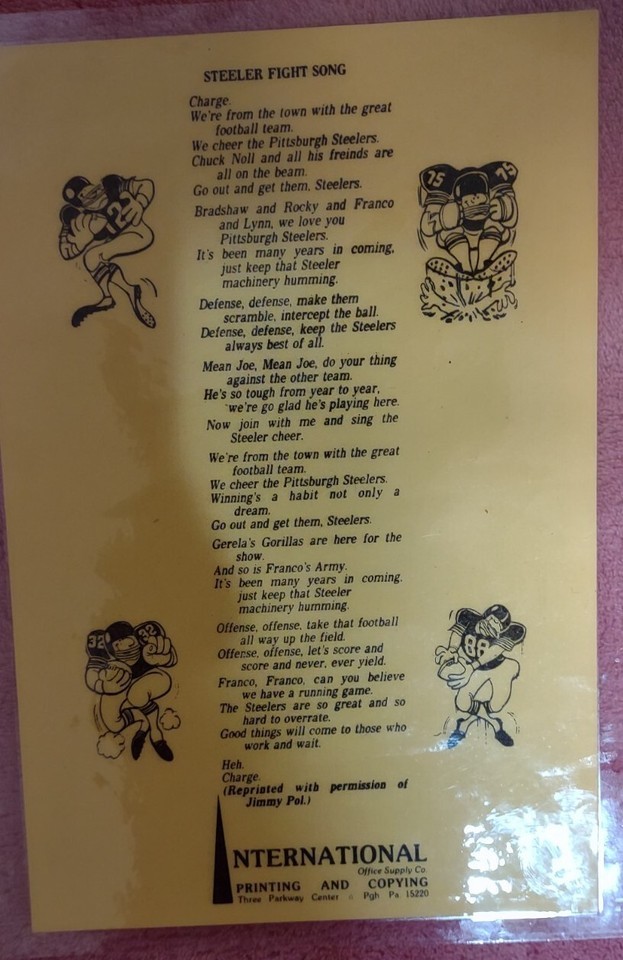 STEELER FIGHT SONG
Charge.
We're from the town with the great
football team.
We cheer the Pittsburgh Steelers.
Chuck Noll and all his freinds are
all on the beam.
Go out and get them, Steelers.
Bradshaw and Rocky and Franco
and Lynn, we love you
Pittsburgh Steelers.
It's been many years in coming,
just keep that Steeler
machinery humming.
Defense, defense, make them
scramble, intercept the ball.
Defense, defense, keep the Steelers
always best of all.
Mean Joe, Mean Joe, do your thing
against the other team.
He's so tough from year to year,
we're go glad he's playing here.
Now join with me and sing the
Steeler cheer.
We're from the town with the great
football team.
We cheer the Pittsburgh Steelers.
Winning's a habit not only a
dream.
Go out and get them, Steelers.
Gerela's Gorillas are here for the
show.
And so is Franco's Army.
It's been many years in coming,
just keep that Steeler
machinery humming.
Offense, offense, take that football
all way up the field.
Offense, offense, let's score and
score and never, ever yield.
Franco, Franco, can you believe
we have a running game.
The Steelers are so great and so
hard to overrate.
Good things will come to those who
work and wait.
Heh.
Charge.
(Reprinted with permission of
Jimmy Pol.)
INTERNATIONAL
Office Supply Co
PRINTING AND COPYING
Three Parkway Center Pgh Pa. 15220
75 75
32 32
88